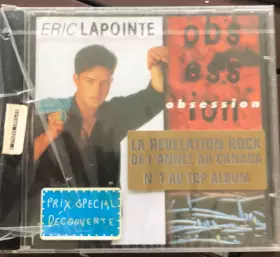 ERIC LAPOINTE
obs
ess
ion
obsession
LA REVELATION ROCK
DE L'ANNÉE AU CANADA
N°1 AU TOP ALBUM
PRIX SPECIAL
DECOUVERTE